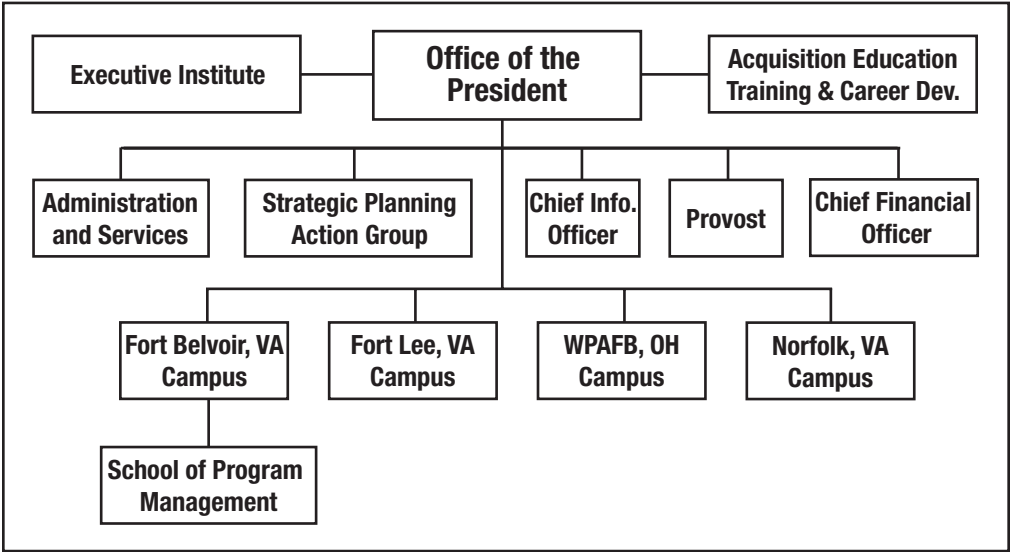 Executive Institute
Office of the
President
Acquisition Education
Training & Career Dev.
Administration
and Services
Strategic Planning
Action Group
Chief Info.
Officer
Provost
Chief Financial
Officer
Fort Belvoir, VA
Campus
Fort Lee, VA
Campus
WPAFB, OH
Campus
Norfolk, VA
Campus
School of Program
Management